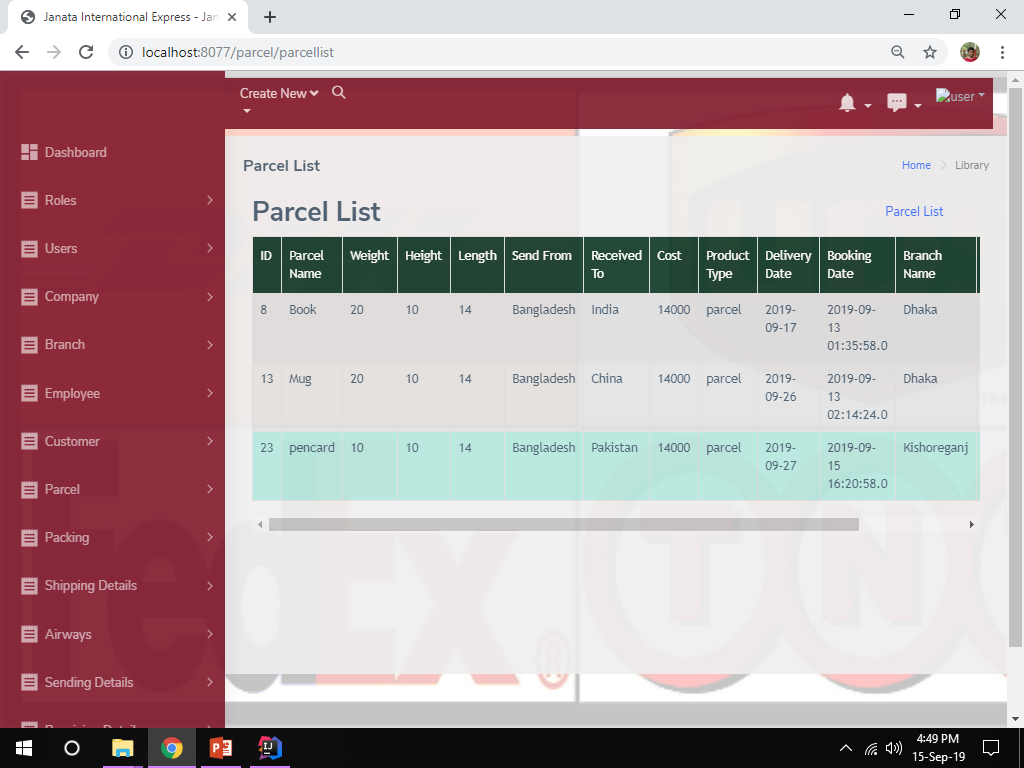 Janata International Express - Jan
localhost:8077/parcel/parcellist
Create New
user
Dashboard
Roles
Users
Company
Branch
Employee
Customer
Parcel
Packing
Shipping Details
Airways
Sending Details
Parcel List
Home
Library
Parcel List
Parcel List
ID Parcel Name Weight Height Length Send From Received To Cost Product Type Delivery Date Booking Date Branch Name
8 Book 20 10 14 Bangladesh India 14000 parcel 2019-09-17 2019-09-13 01:35:58.0 Dhaka
13 Mug 20 10 14 Bangladesh China 14000 parcel 2019-09-26 2019-09-13 02:14:24.0 Dhaka
23 pencard 10 10 14 Bangladesh Pakistan 14000 parcel 2019-09-27 2019-09-15 16:20:58.0 Kishoreganj
FedEx ®
TNT
TM
4:49 PM
15-Sep-19